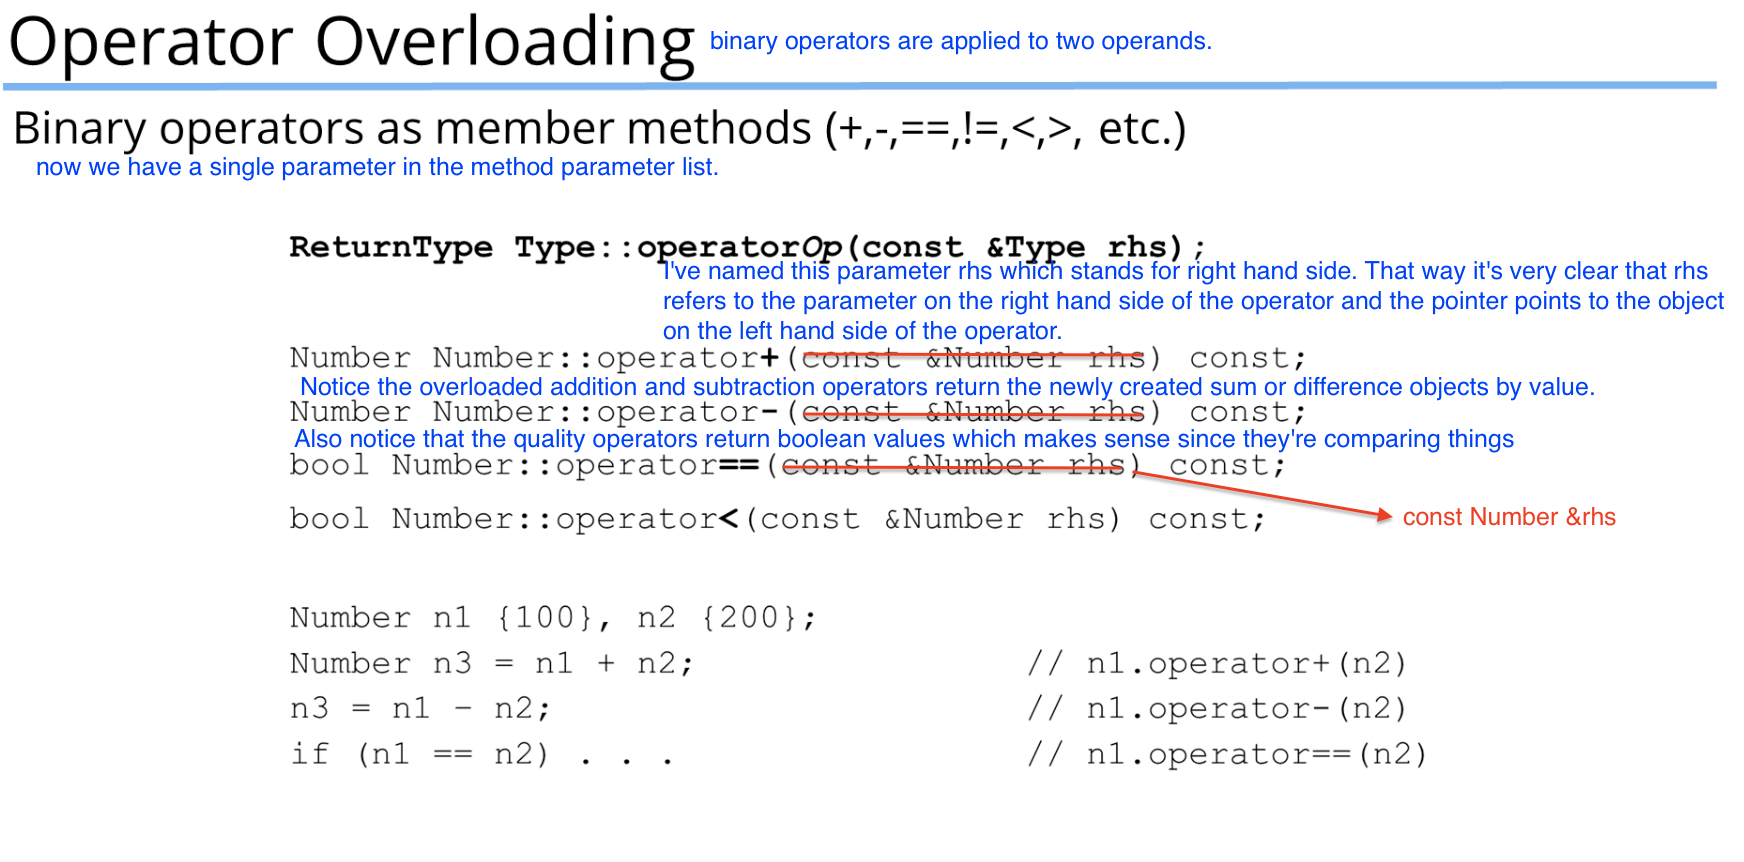 Operator Overloading binary operators are applied to two operands.
Binary operators as member methods (+,-,==,!=,<,>, etc.)
now we have a single parameter in the method parameter list.
ReturnType Type::operatorOp(const &Type rhs);
I've named this parameter rhs which stands for right hand side. That way it's very clear that rhs
refers to the parameter on the right hand side of the operator and the pointer points to the object
on the left hand side of the operator.
Number Number::operator+(const &Number rhs) const;
Notice the overloaded addition and subtraction operators return the newly created sum or difference objects by value.
Number Number::operator-(const &Number rhs) const;
Also notice that the quality operators return boolean values which makes sense since they're comparing things
bool Number::operator==(const &Number rhs) const;
bool Number::operator<(const &Number rhs) const;
const Number &rhs
Number n1 {100}, n2 {200};
Number n3 = n1 + n2; // n1.operator+(n2)
n3 = n1 - n2; // n1.operator-(n2)
if (n1 == n2) . . . // n1.operator==(n2)